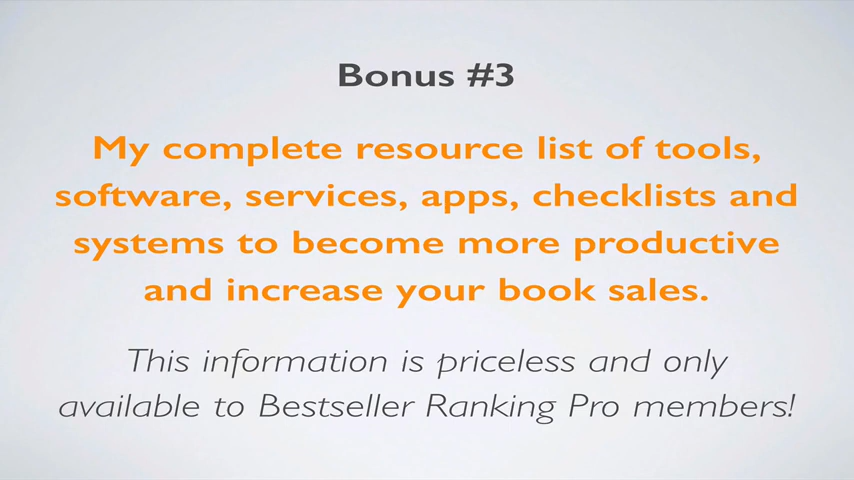 Bonus #3
My complete resource list of tools,
software, services, apps, checklists and
systems to become more productive
and increase your book sales.
This information is priceless and only
available to Bestseller Ranking Pro members!